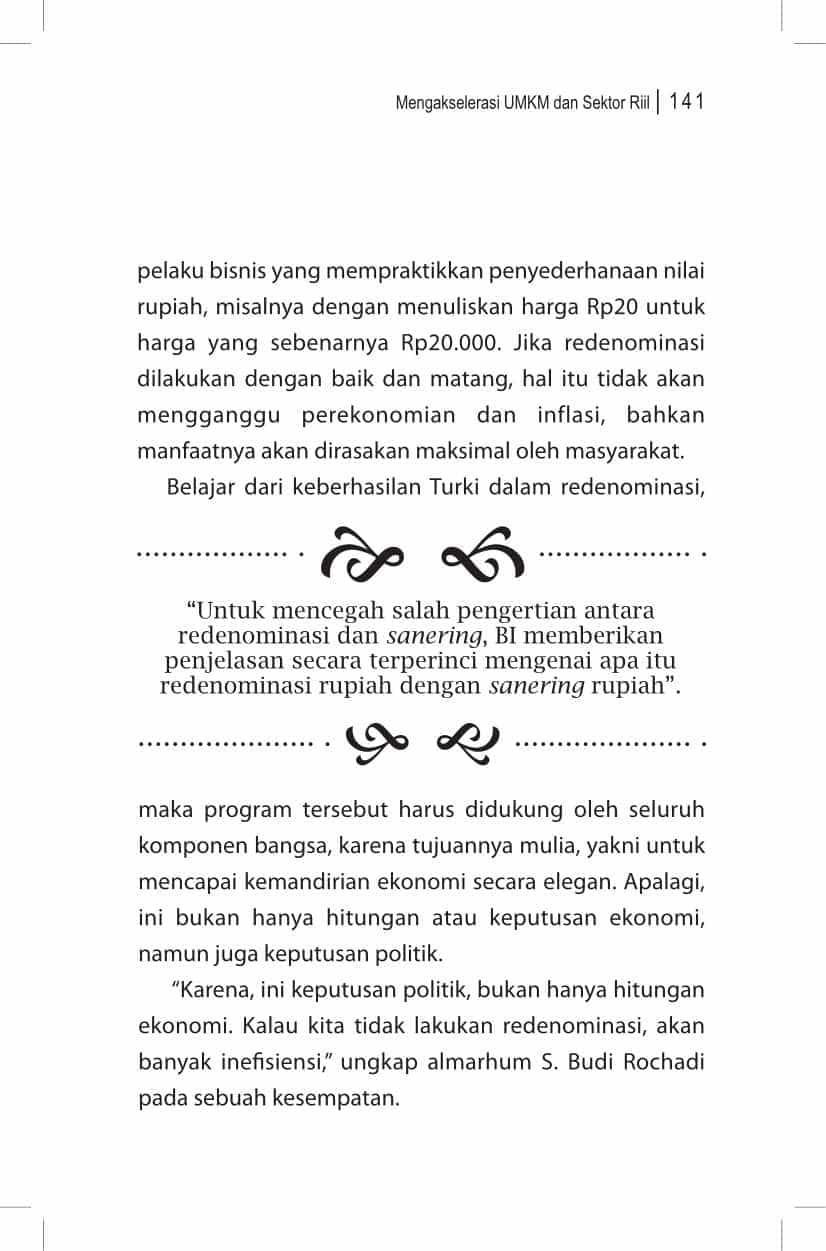 Mengakselerasi UMKM dan Sektor Riil | 141
pelaku bisnis yang mempraktikkan penyederhanaan nilai
rupiah, misalnya dengan menuliskan harga Rp20 untuk
harga yang sebenarnya Rp20.000. Jika redenominasi
dilakukan dengan baik dan matang, hal itu tidak akan
mengganggu perekonomian dan inflasi, bahkan
manfaatnya akan dirasakan maksimal oleh masyarakat.
Belajar dari keberhasilan Turki dalam redenominasi,
“Untuk mencegah salah pengertian antara
redenominasi dan sanering, BI memberikan
penjelasan secara terperinci mengenai apa itu
redenominasi rupiah dengan sanering rupiah”.
maka program tersebut harus didukung oleh seluruh
komponen bangsa, karena tujuannya mulia, yakni untuk
mencapai kemandirian ekonomi secara elegan. Apalagi,
ini bukan hanya hitungan atau keputusan ekonomi,
namun juga keputusan politik.
“Karena, ini keputusan politik, bukan hanya hitungan
ekonomi. Kalau kita tidak lakukan redenominasi, akan
banyak inefisiensi,” ungkap almarhum S. Budi Rochadi
pada sebuah kesempatan.